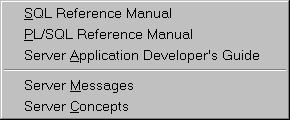 SQL Reference Manual
PL/SQL Reference Manual
Server Application Developer's Guide
Server Messages
Server Concepts